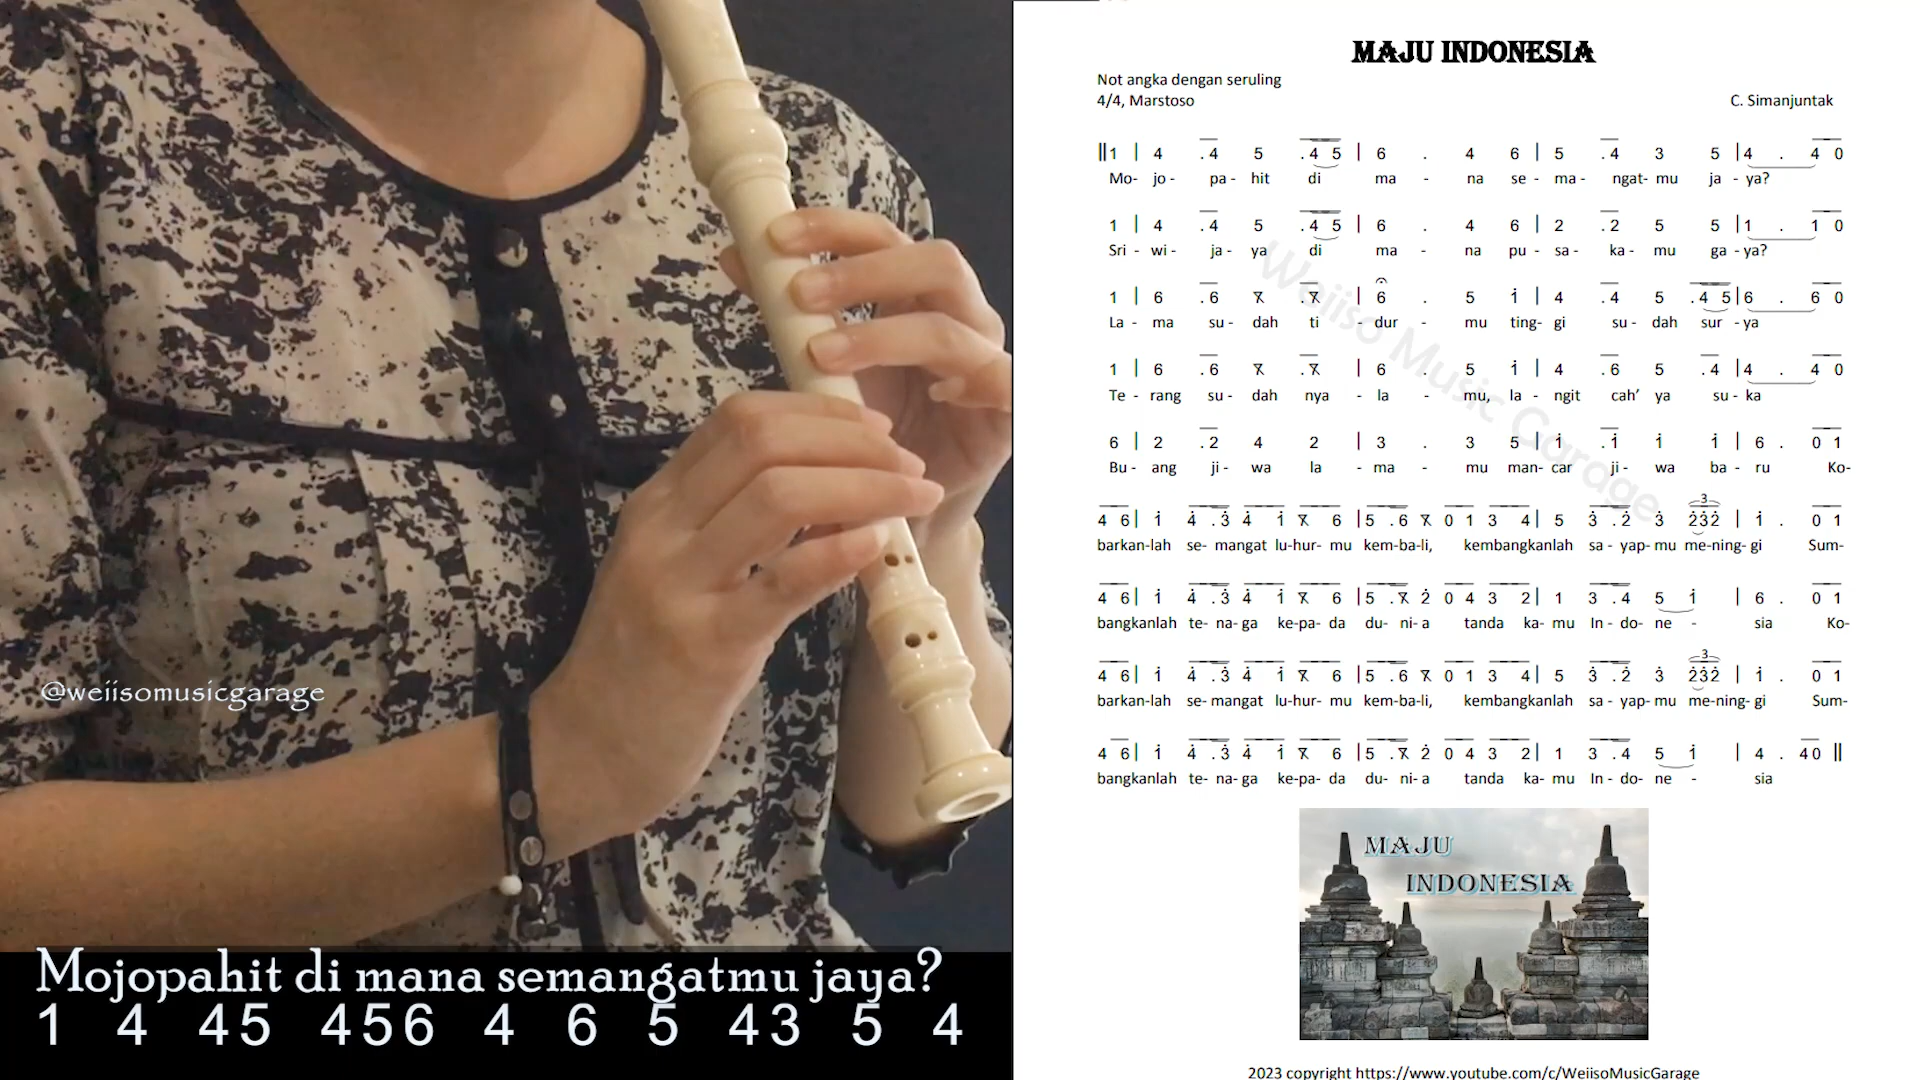 MAJU INDONESIA
Not angka dengan seruling
4/4, Marstoso
C. Simanjuntak
‖1 | 4 .4 5 .4 5 | 6 . 4 6 | 5 .4 3 5 | 4 . 4 0
Mo- jo - pa - hit di ma - na se - ma - ngat- mu ja - ya?
1 | 4 .4 5 .4 5 | 6 . 4 6 | 2 .2 5 5 | 1 . 1 0
Sri - wi - ja - ya di ma - na pu - sa - ka - mu ga - ya?
1 | 6 .6 7̸ .7̸ | 6 . 5 1̇ | 4 .4 5 .4 5 | 6 . 6 0
La - ma su - dah ti - dur - mu ting- gi su - dah sur - ya
1 | 6 .6 7̸ .7̸ | 6 . 5 1̇ | 4 .6 5 .4 | 4 . 4 0
Te - rang su - dah nya - la - mu, la - ngit cah’ ya su - ka
6 | 2 .2 4 2 | 3 . 3 5 | 1̇ .1̇ 1̇ 1̇ | 6 . 0 1
Bu - ang ji - wa la - ma - mu man- car ji - wa ba - ru Ko-
3
4 6 | 1̇ 4̇ .3̇ 4̇ 1̇ 7̸ 6 | 5 .6 7̸ 0 1 3 4 | 5 3̇ .2̇ 3̇ 2̇3̇2̇ | 1̇ . 0 1
barkan-lah se- mangat lu-hur- mu kem-ba-li, kembangkanlah sa - yap- mu me-ning- gi Sum-
4 6 | 1̇ 4̇ .3̇ 4̇ 1̇ 7̸ 6 | 5 .7̸ 2̇ 0 4 3 2 | 1 3 .4 5 1̇ | 6 . 0 1
bangkanlah te- na- ga ke-pa- da du- ni- a tanda ka- mu In - do- ne - sia Ko-
3
4 6 | 1̇ 4̇ .3̇ 4̇ 1̇ 7̸ 6 | 5 .6 7̸ 0 1 3 4 | 5 3̇ .2̇ 3̇ 2̇3̇2̇ | 1̇ . 0 1
barkan-lah se- mangat lu-hur- mu kem-ba-li, kembangkanlah sa - yap- mu me-ning- gi Sum-
4 6 | 1̇ 4̇ .3̇ 4̇ 1̇ 7̸ 6 | 5 .7̸ 2̇ 0 4 3 2 | 1 3 .4 5 1̇ | 4 . 4 0 ‖
bangkanlah te- na- ga ke-pa- da du- ni- a tanda ka- mu In - do- ne - sia
Weiiso Music Garage
MAJU
INDONESIA
2023 copyright https://www.youtube.com/c/WeiisoMusicGarage
@weiisomusicgarage
Mojopahit di mana semangatmu jaya?
1 4 45 456 4 6 5 43 5 4